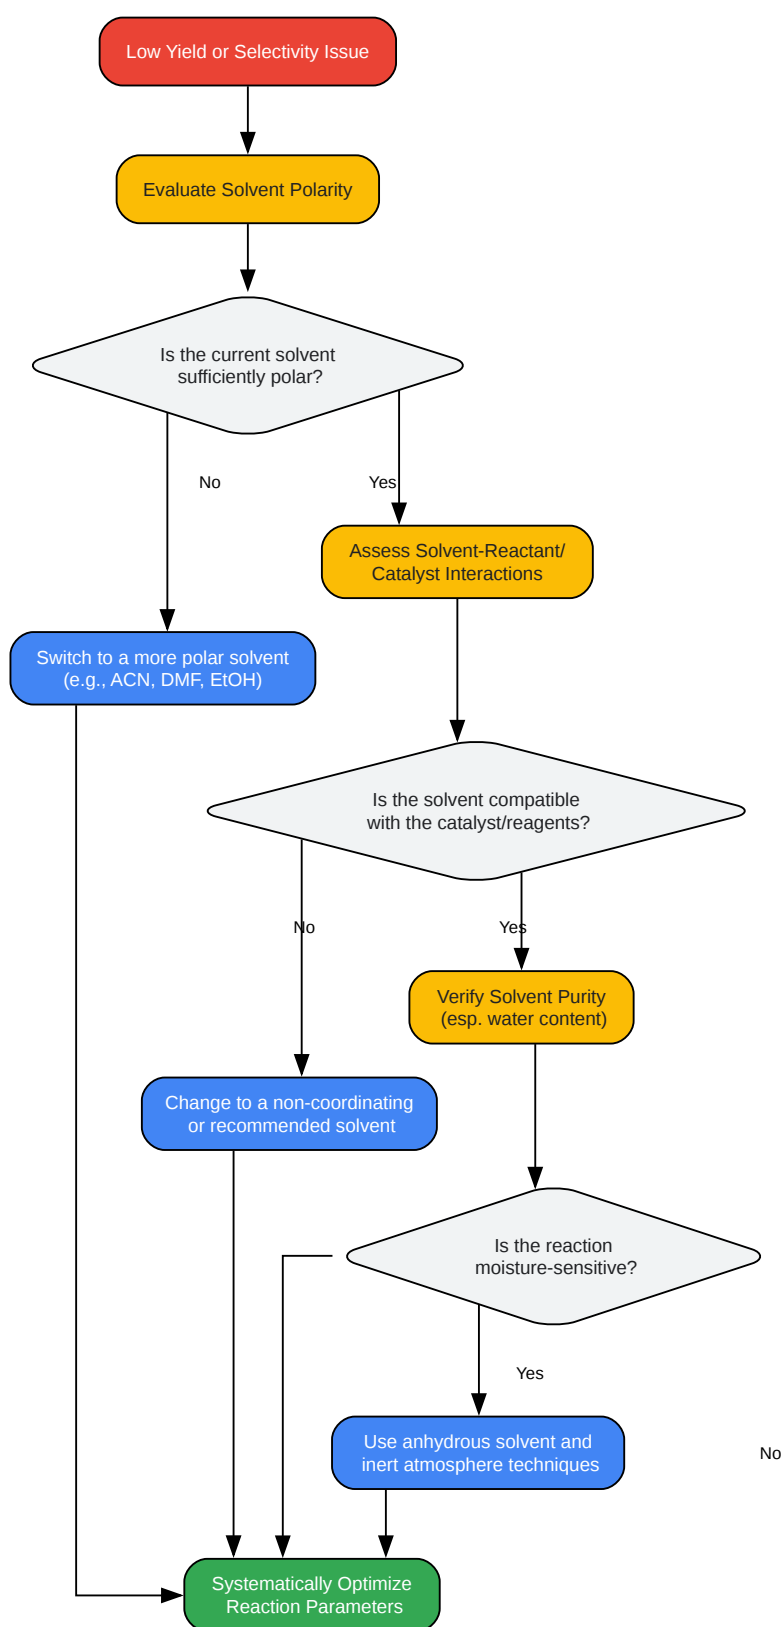 Low Yield or Selectivity Issue
Evaluate Solvent Polarity
Is the current solvent
sufficiently polar?
No
Yes
Assess Solvent-Reactant/
Catalyst Interactions
Switch to a more polar solvent
(e.g., ACN, DMF, EtOH)
Is the solvent compatible
with the catalyst/reagents?
No
Yes
Verify Solvent Purity
(esp. water content)
Change to a non-coordinating
or recommended solvent
Is the reaction
moisture-sensitive?
Yes
Use anhydrous solvent and
inert atmosphere techniques
No
Systematically Optimize
Reaction Parameters